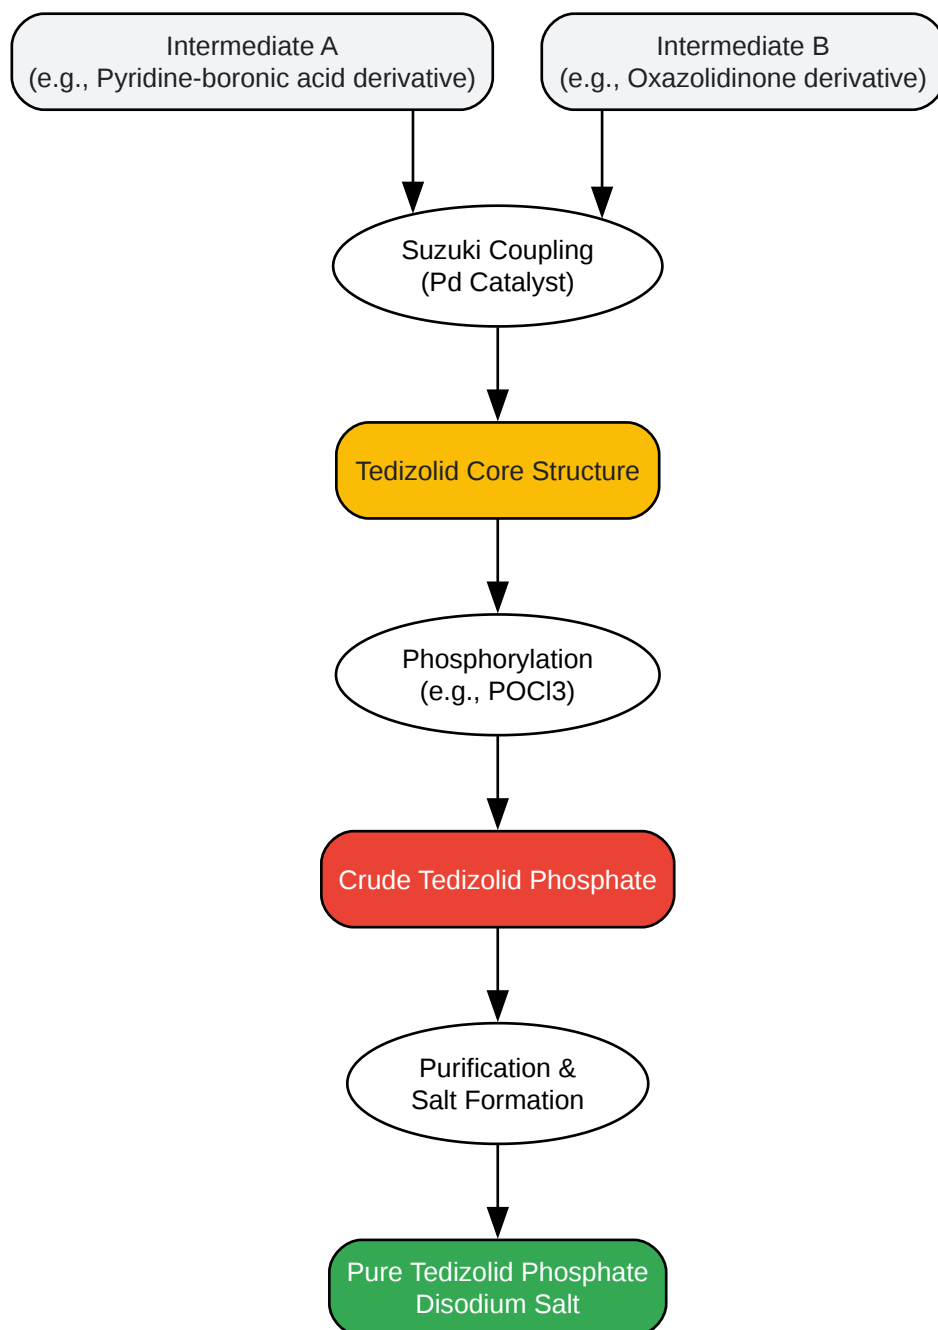 Intermediate A
(e.g., Pyridine-boronic acid derivative)
Intermediate B
(e.g., Oxazolidinone derivative)
Suzuki Coupling
(Pd Catalyst)
Tedizolid Core Structure
Phosphorylation
(e.g., POCl3)
Crude Tedizolid Phosphate
Purification &
Salt Formation
Pure Tedizolid Phosphate
Disodium Salt